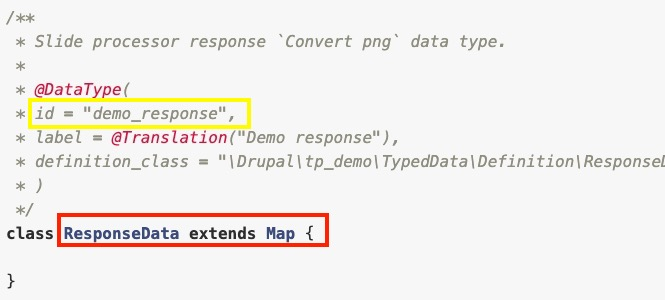 /**
* Slide processor response `Convert png` data type.
*
* @DataType(
* id = "demo_response",
* label = @Translation("Demo response"),
* definition_class = "\Drupal\tp_demo\TypedData\Definition\ResponseD
* )
*/
class ResponseData extends Map {
}